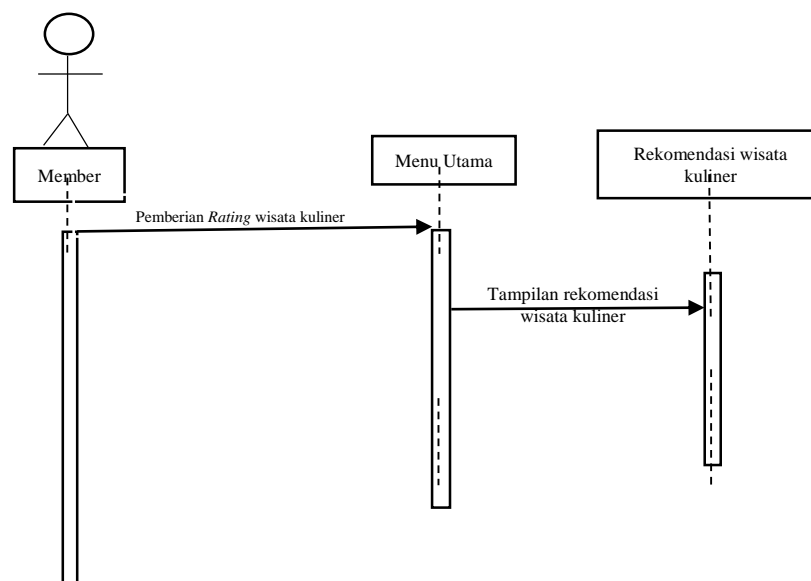 Member
Menu Utama
Rekomendasi wisata
kuliner
Pemberian Rating wisata kuliner
Tampilan rekomendasi
wisata kuliner